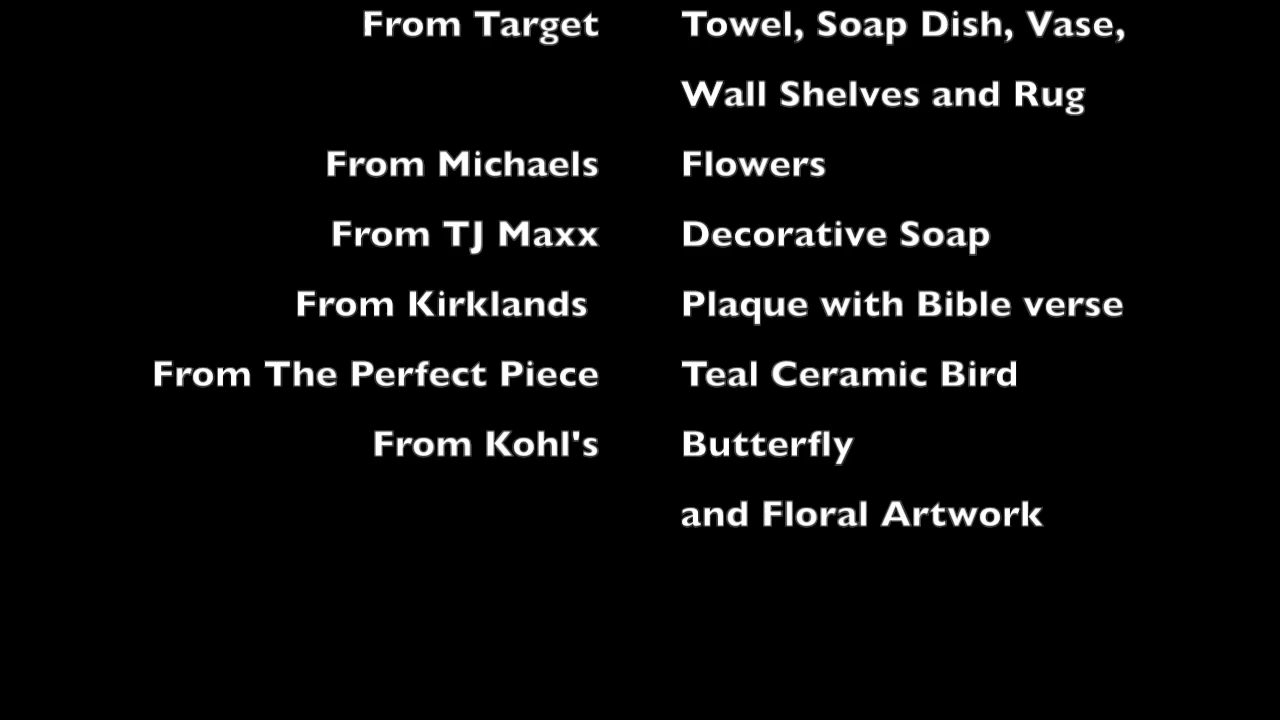 From Target Towel, Soap Dish, Vase,
Wall Shelves and Rug
From Michaels Flowers
From TJ Maxx Decorative Soap
From Kirklands Plaque with Bible verse
From The Perfect Piece Teal Ceramic Bird
From Kohl's Butterfly
and Floral Artwork